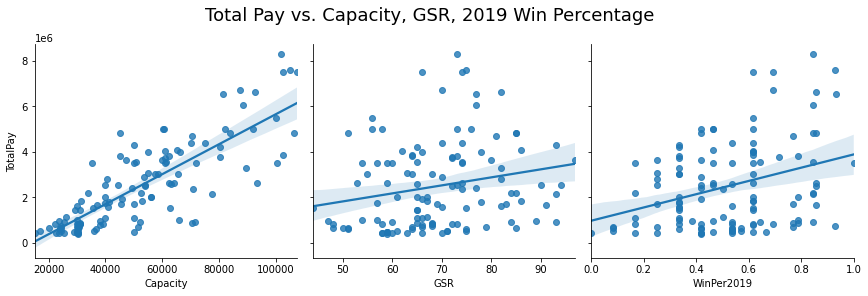 Total Pay vs. Capacity, GSR, 2019 Win Percentage
1e6
8
6
4
2
0
TotalPay
20000 40000 60000 80000 100000
Capacity
50 60 70 80 90
GSR
0.0 0.2 0.4 0.6 0.8 1.0
WinPer2019